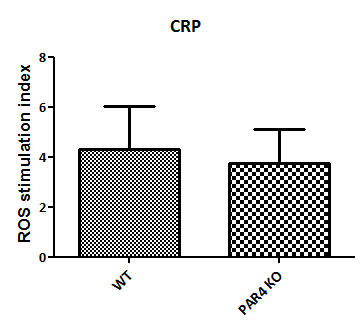 CRP
ROS stimulation index
8
6
4
2
0
WT
PAR4 KO